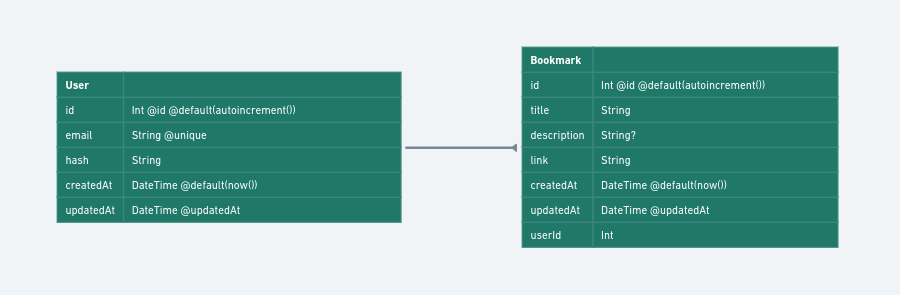 User
id Int @id @default(autoincrement())
email String @unique
hash String
createdAt DateTime @default(now())
updatedAt DateTime @updatedAt
Bookmark
id Int @id @default(autoincrement())
title String
description String?
link String
createdAt DateTime @default(now())
updatedAt DateTime @updatedAt
userId Int